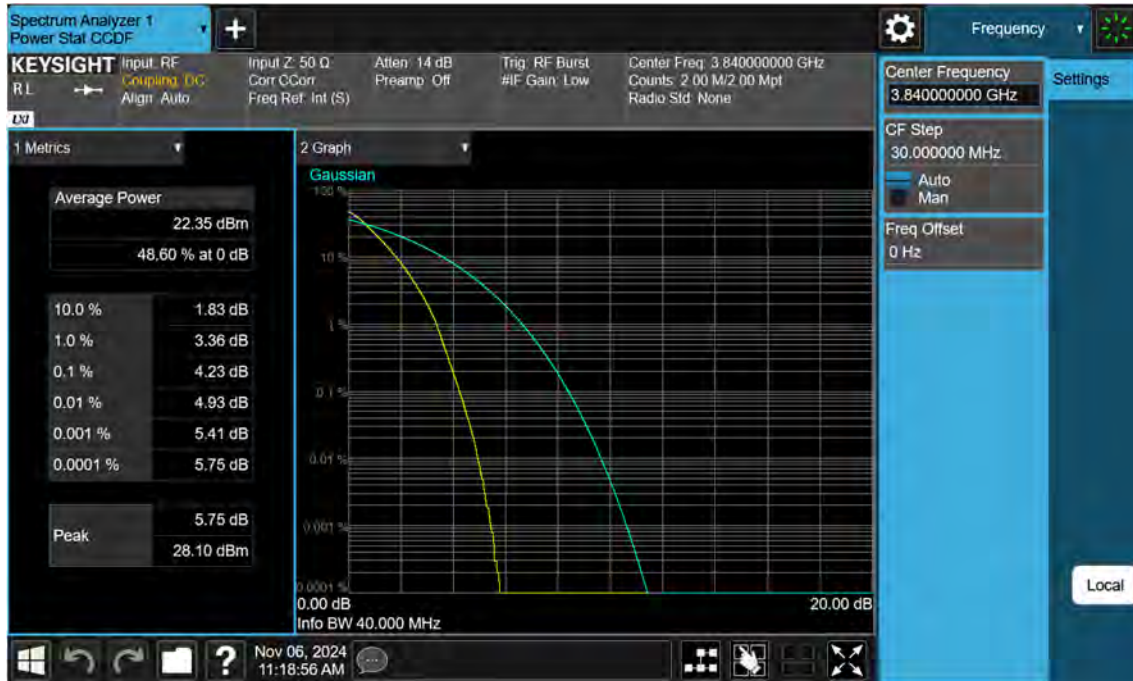 Spectrum Analyzer 1
Power Stat CCDF
+
Frequency
KEYSIGHT
RL
LXI
Input: RF
Coupling: DC
Align: Auto
Input Z: 50 Ω
Corr CCorr
Freq Ref: Int (S)
Atten: 14 dB
Preamp: Off
Trig: RF Burst
#IF Gain: Low
Center Freq: 3.840000000 GHz
Counts: 2.00 M/2.00 Mpt
Radio Std: None
Center Frequency
3.840000000 GHz
Settings
CF Step
30.000000 MHz
Auto
Man
Freq Offset
0 Hz
1 Metrics
Average Power
22.35 dBm
48.60 % at 0 dB
10.0 % 1.83 dB
1.0 % 3.36 dB
0.1 % 4.23 dB
0.01 % 4.93 dB
0.001 % 5.41 dB
0.0001 % 5.75 dB
Peak
5.75 dB
28.10 dBm
2 Graph
Gaussian
100 %
10 %
1 %
0.1 %
0.01 %
0.001 %
0.0001 %
0.00 dB 20.00 dB
Info BW 40.000 MHz
Local
?
Nov 06, 2024
11:18:56 AM